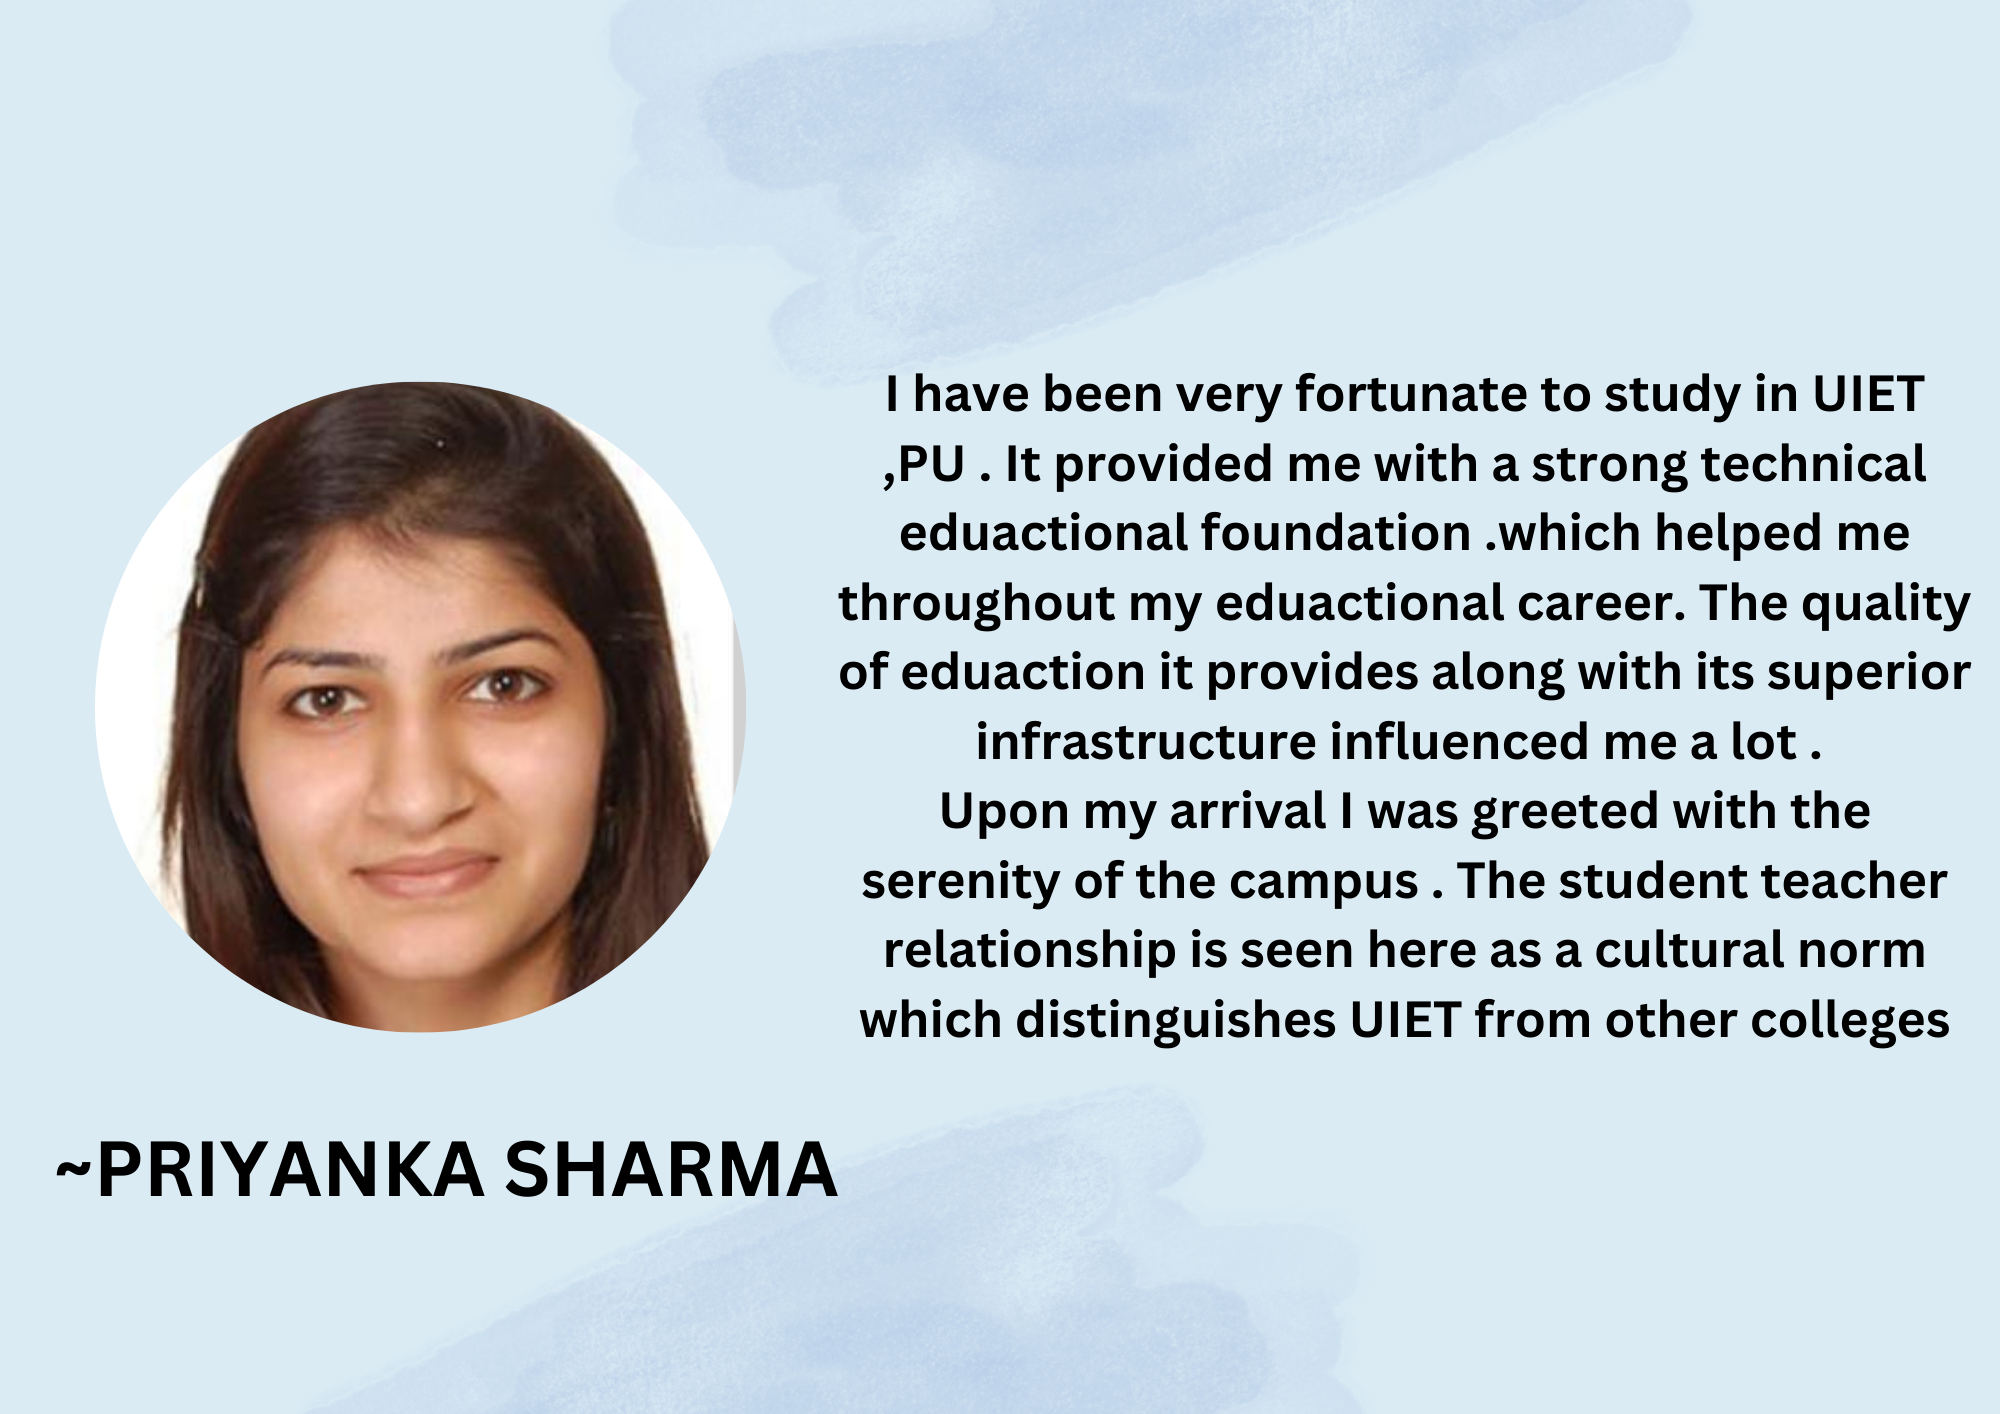 I have been very fortunate to study in UIET
,PU . It provided me with a strong technical
eduactional foundation .which helped me
throughout my eduactional career. The quality
of eduaction it provides along with its superior
infrastructure influenced me a lot .
Upon my arrival I was greeted with the
serenity of the campus . The student teacher
relationship is seen here as a cultural norm
which distinguishes UIET from other colleges
~PRIYANKA SHARMA